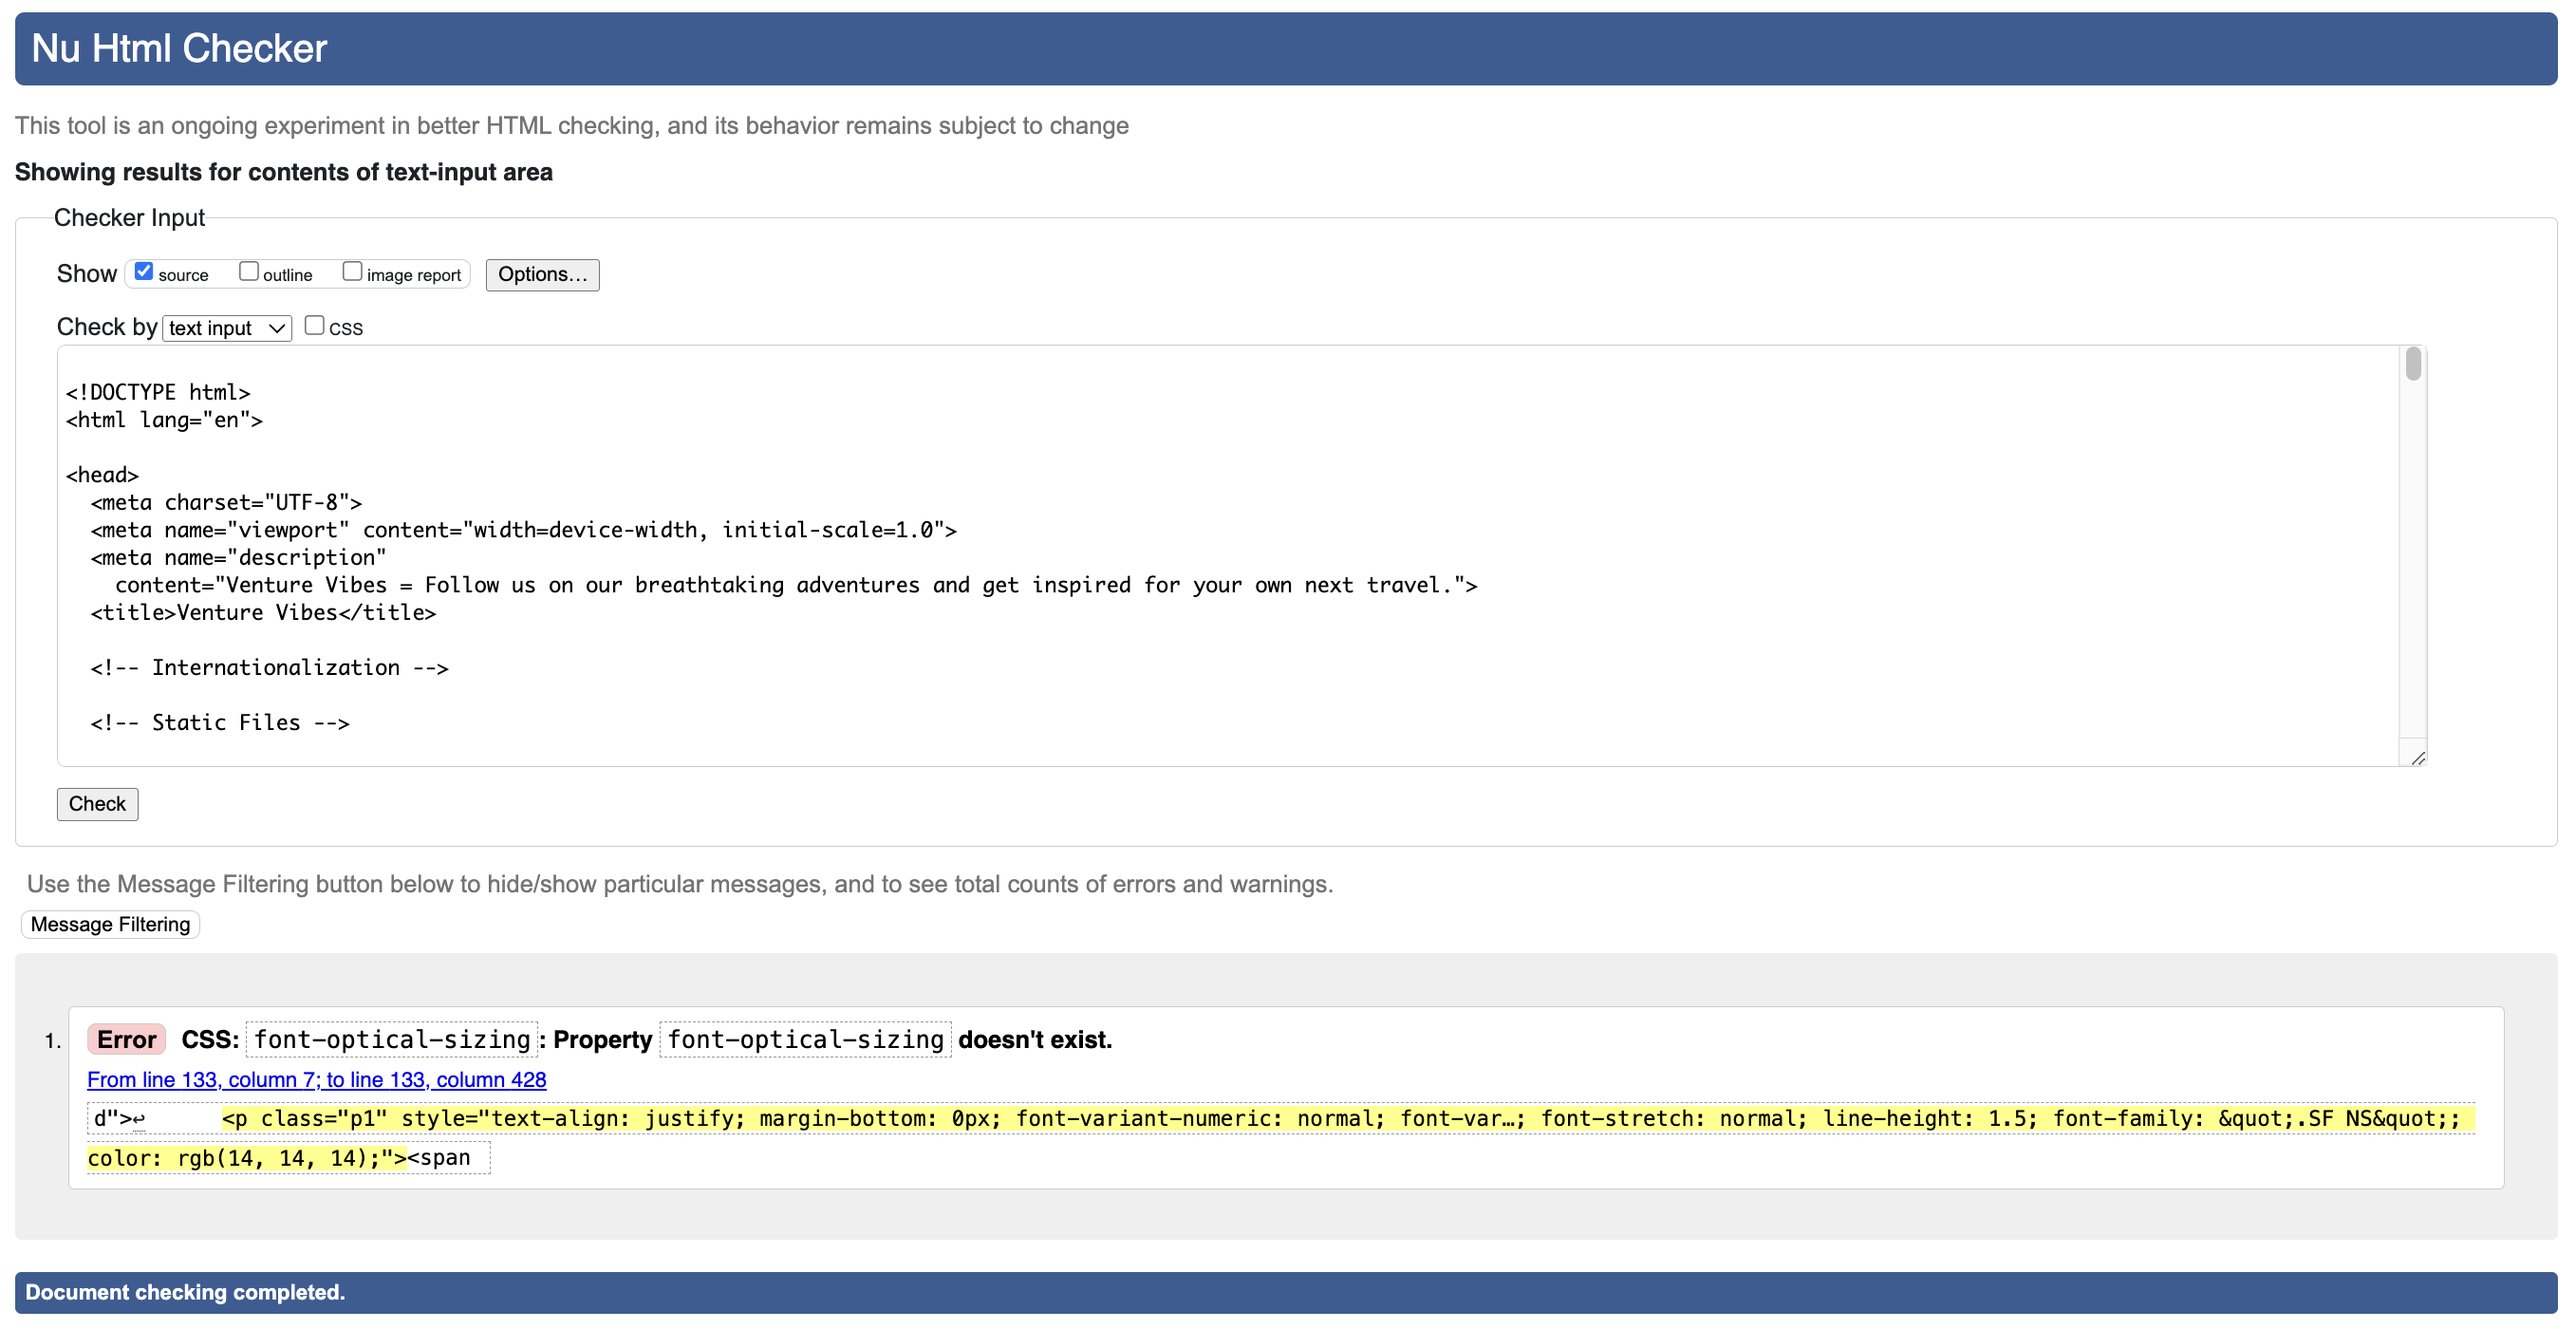 Nu Html Checker
This tool is an ongoing experiment in better HTML checking, and its behavior remains subject to change
Showing results for contents of text-input area
Checker Input
Show source outline image report Options...
Check by text input css
<!DOCTYPE html>
<html lang="en">
<head>
<meta charset="UTF-8">
<meta name="viewport" content="width=device-width, initial-scale=1.0">
<meta name="description"
content="Venture Vibes = Follow us on our breathtaking adventures and get inspired for your own next travel.">
<title>Venture Vibes</title>
<!-- Internationalization -->
<!-- Static Files -->
Check
Use the Message Filtering button below to hide/show particular messages, and to see total counts of errors and warnings.
Message Filtering
1. Error CSS: font-optical-sizing: Property font-optical-sizing doesn't exist.
From line 133, column 7; to line 133, column 428
d">↩ <p class="p1" style="text-align: justify; margin-bottom: 0px; font-variant-numeric: normal; font-var…; font-stretch: normal; line-height: 1.5; font-family: &quot;.SF NS&quot;;
color: rgb(14, 14, 14);"><span
Document checking completed.